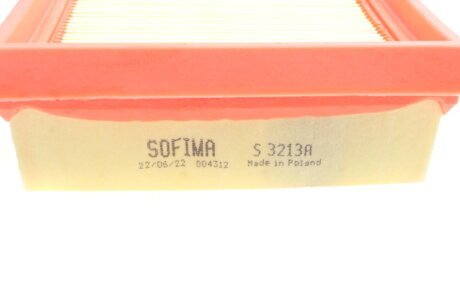 SOFIMA S 3213A
22/06/22 004312 Made in Poland